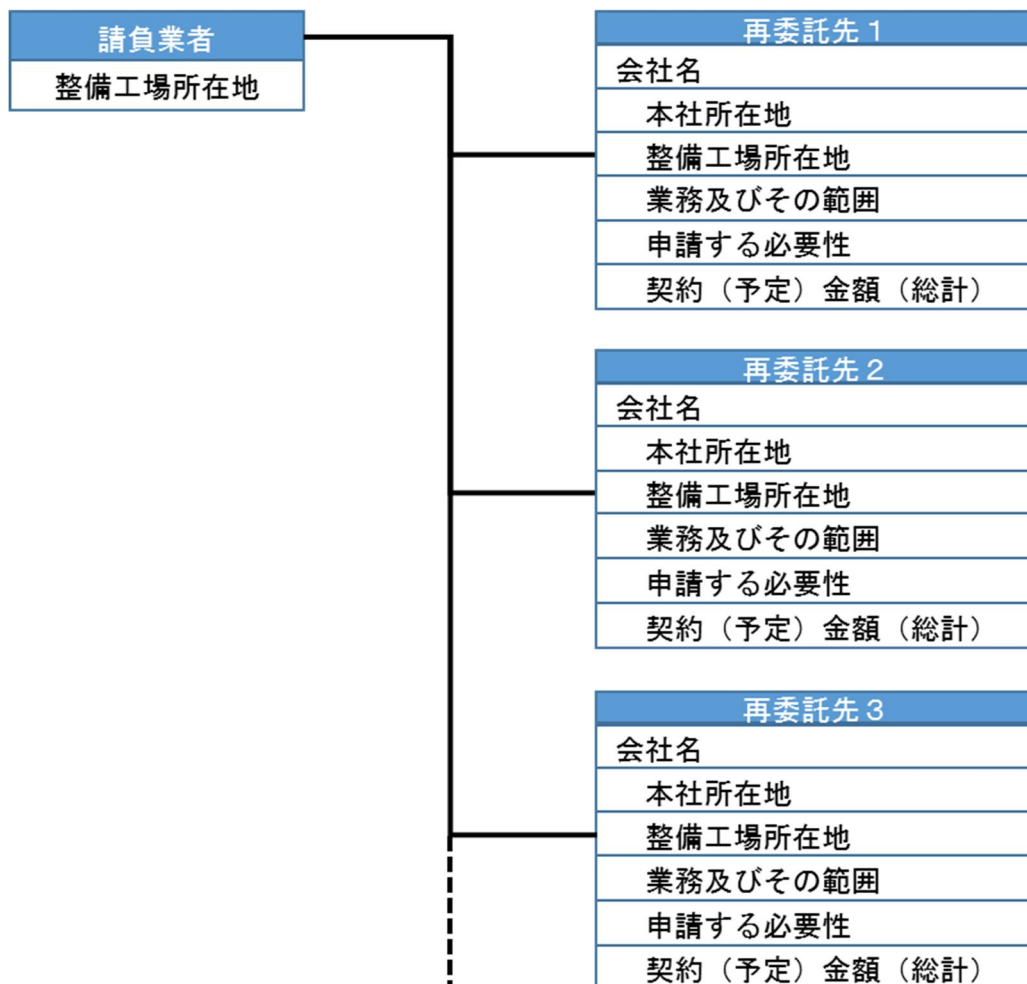 請負業者
整備工場所在地
再委託先１
会社名
本社所在地
整備工場所在地
業務及びその範囲
申請する必要性
契約（予定）金額（総計）
再委託先２
会社名
本社所在地
整備工場所在地
業務及びその範囲
申請する必要性
契約（予定）金額（総計）
再委託先３
会社名
本社所在地
整備工場所在地
業務及びその範囲
申請する必要性
契約（予定）金額（総計）